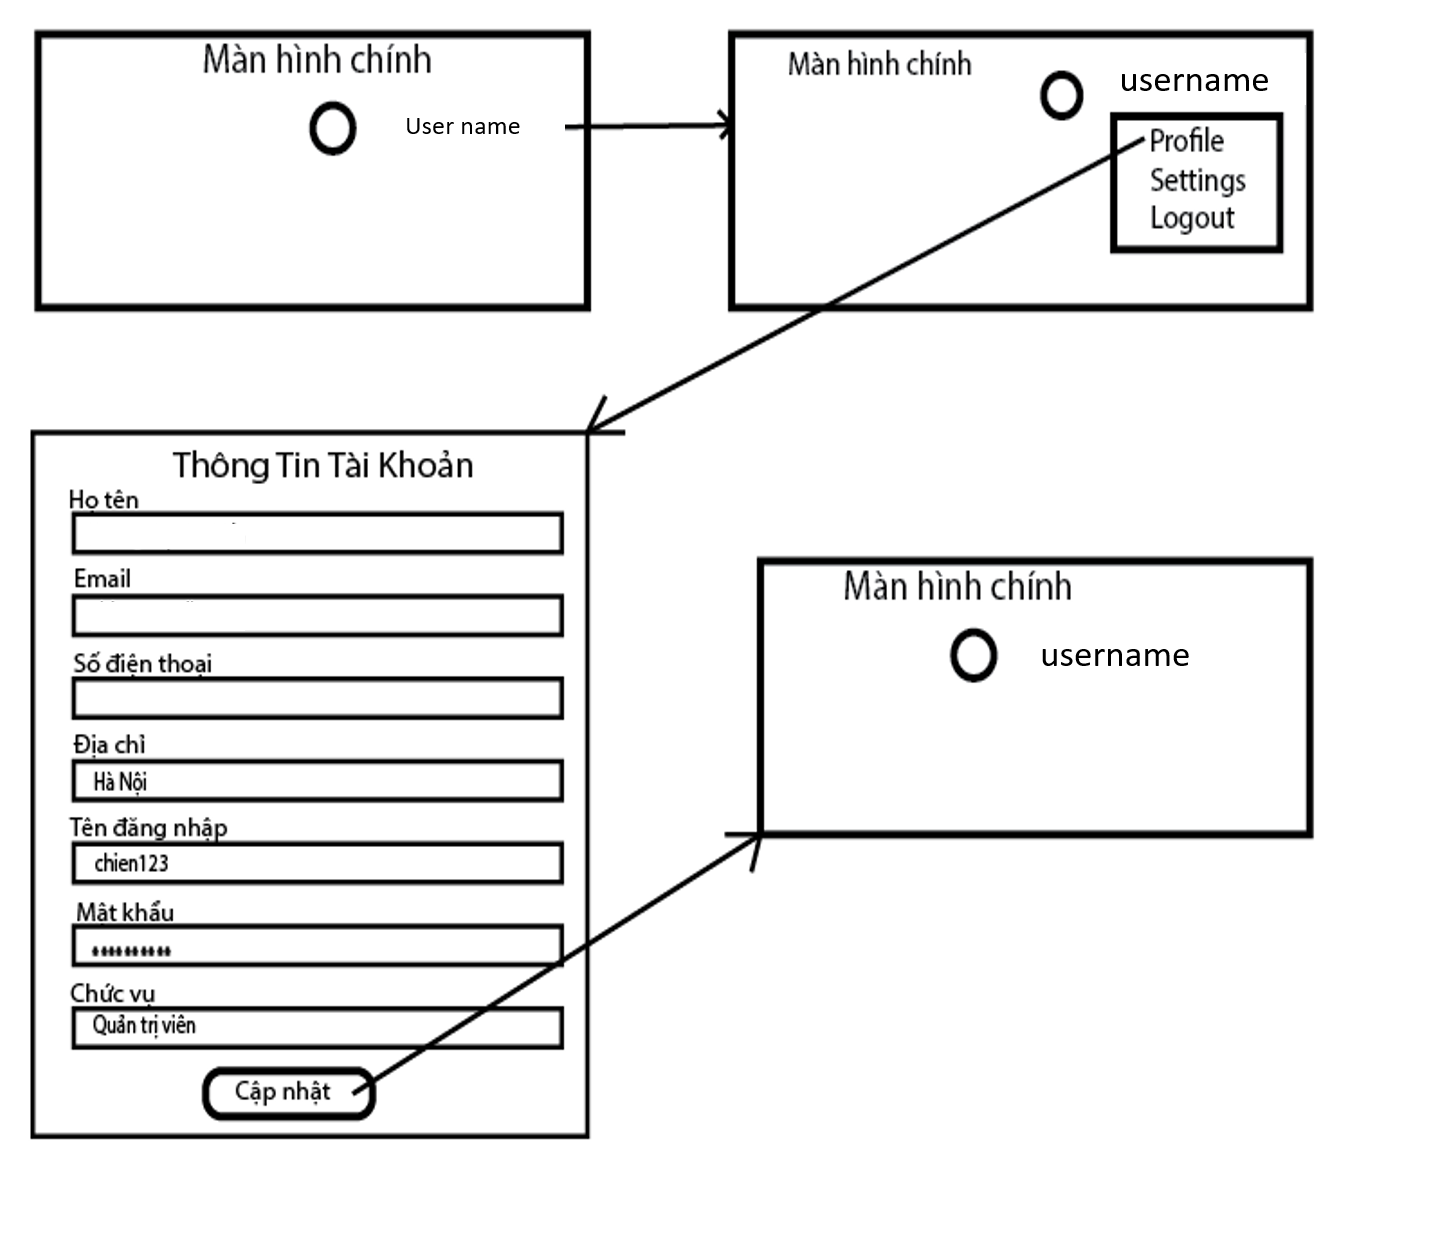 Màn hình chính
User name
Màn hình chính
username
Profile
Settings
Logout
Thông Tin Tài Khoản
Họ tên
Email
Số điện thoại
Địa chỉ
Hà Nội
Tên đăng nhập
chien123
Mật khẩu
••••••••••
Chức vụ
Quản trị viên
Cập nhật
Màn hình chính
username